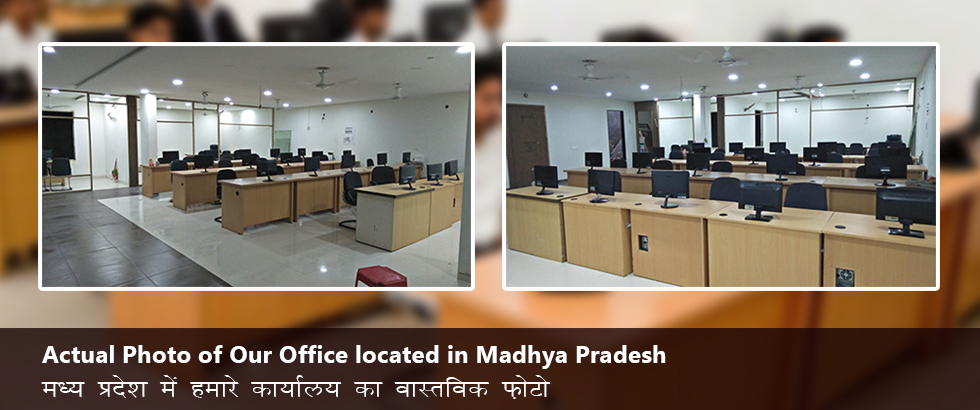 Actual Photo of Our Office located in Madhya Pradesh
मध्य प्रदेश में हमारे कार्यालय का वास्तविक फ़ोटो